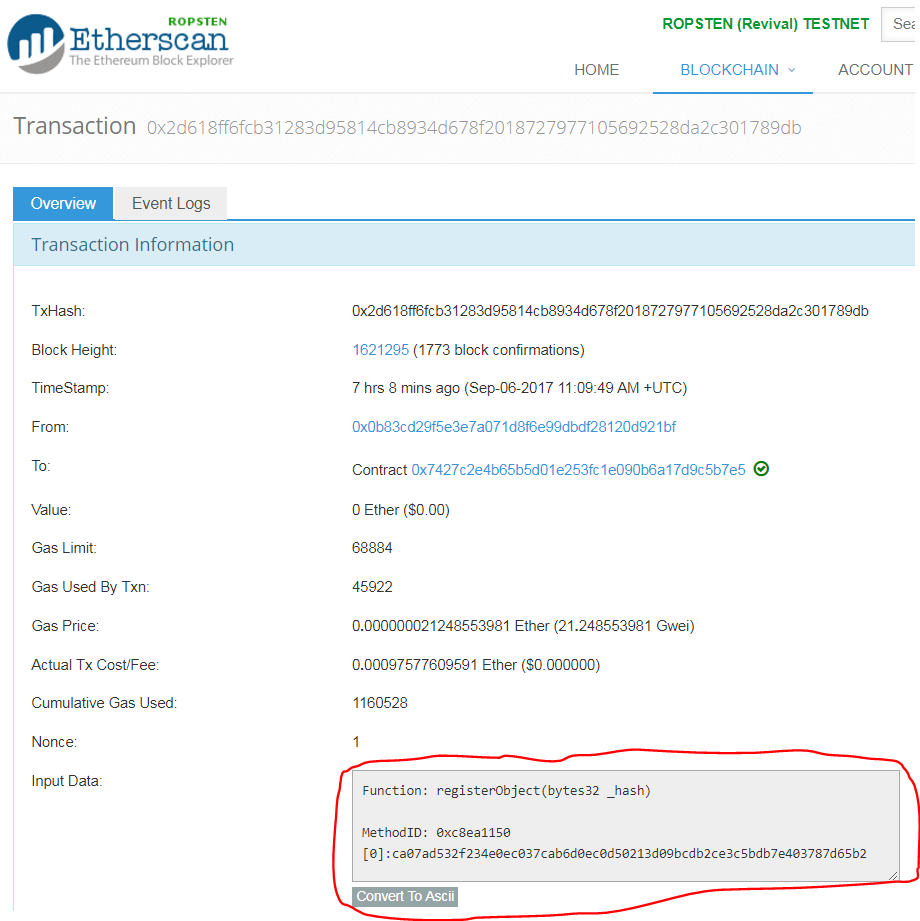 ROPSTEN
Etherscan
The Ethereum Block Explorer
ROPSTEN (Revival) TESTNET
Sea
HOME
BLOCKCHAIN
ACCOUNT
Transaction 0x2d618ff6fcb31283d95814cb8934d678f2018727977105692528da2c301789db
Overview
Event Logs
Transaction Information
TxHash: 0x2d618ff6fcb31283d95814cb8934d678f2018727977105692528da2c301789db
Block Height: 1621295 (1773 block confirmations)
TimeStamp: 7 hrs 8 mins ago (Sep-06-2017 11:09:49 AM +UTC)
From: 0x0b83cd29f5e3e7a071d8f6e99dbdf28120d921bf
To: Contract 0x7427c2e4b65b5d01e253fc1e090b6a17d9c5b7e5
Value: 0 Ether ($0.00)
Gas Limit: 68884
Gas Used By Txn: 45922
Gas Price: 0.000000021248553981 Ether (21.248553981 Gwei)
Actual Tx Cost/Fee: 0.00097577609591 Ether ($0.000000)
Cumulative Gas Used: 1160528
Nonce: 1
Input Data:
Function: registerObject(bytes32 _hash)
MethodID: 0xc8ea1150
[0]:ca07ad532f234e0ec037cab6d0ec0d50213d09bcdb2ce3c5bdb7e403787d65b2
Convert To Ascii